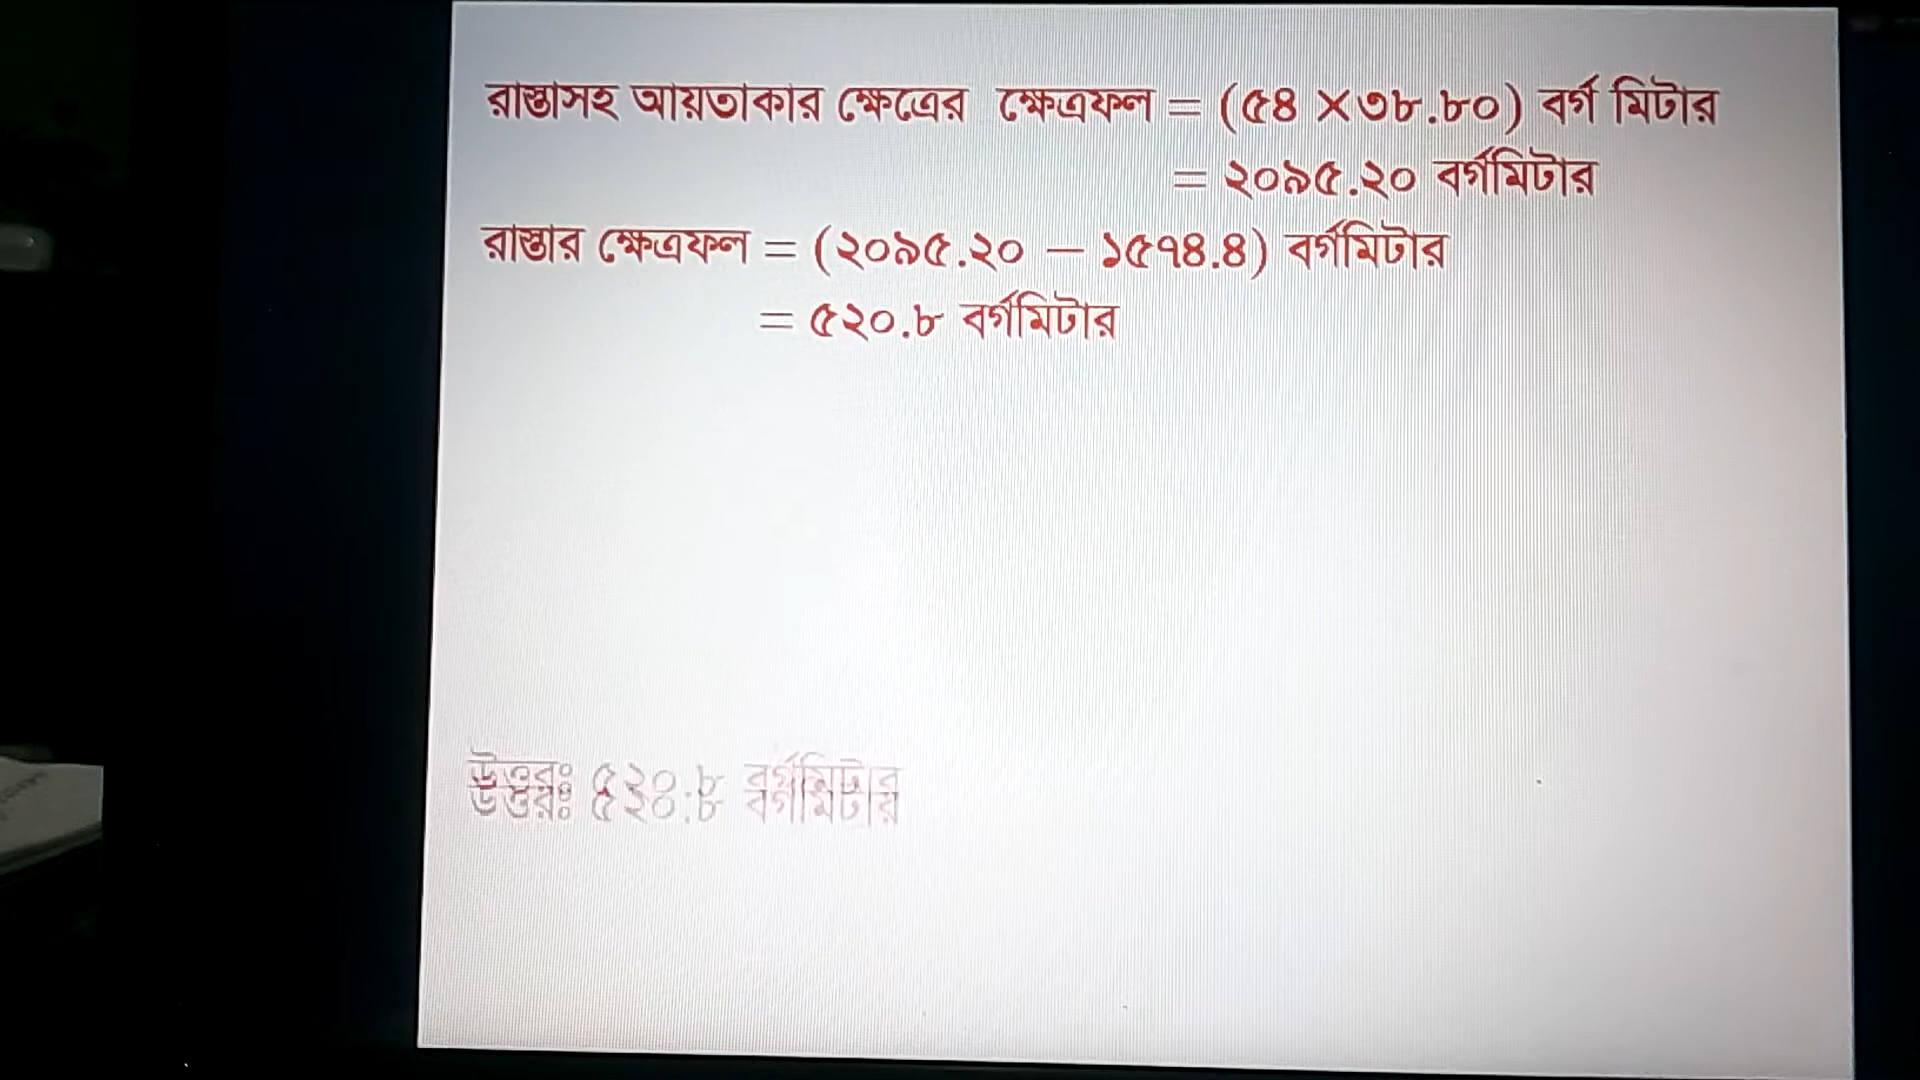 রাস্তাসহ আয়তাকার ক্ষেত্রের ক্ষেত্রফল = (৫৪ ×৩৮.৮০) বর্গ মিটার
= ২০৯৫.২০ বর্গমিটার
রাস্তার ক্ষেত্রফল = (২০৯৫.২০ – ১৫৭৪.৪) বর্গমিটার
= ৫২০.৮ বর্গমিটার
উত্তরঃ ৫২০.৮ বর্গমিটার